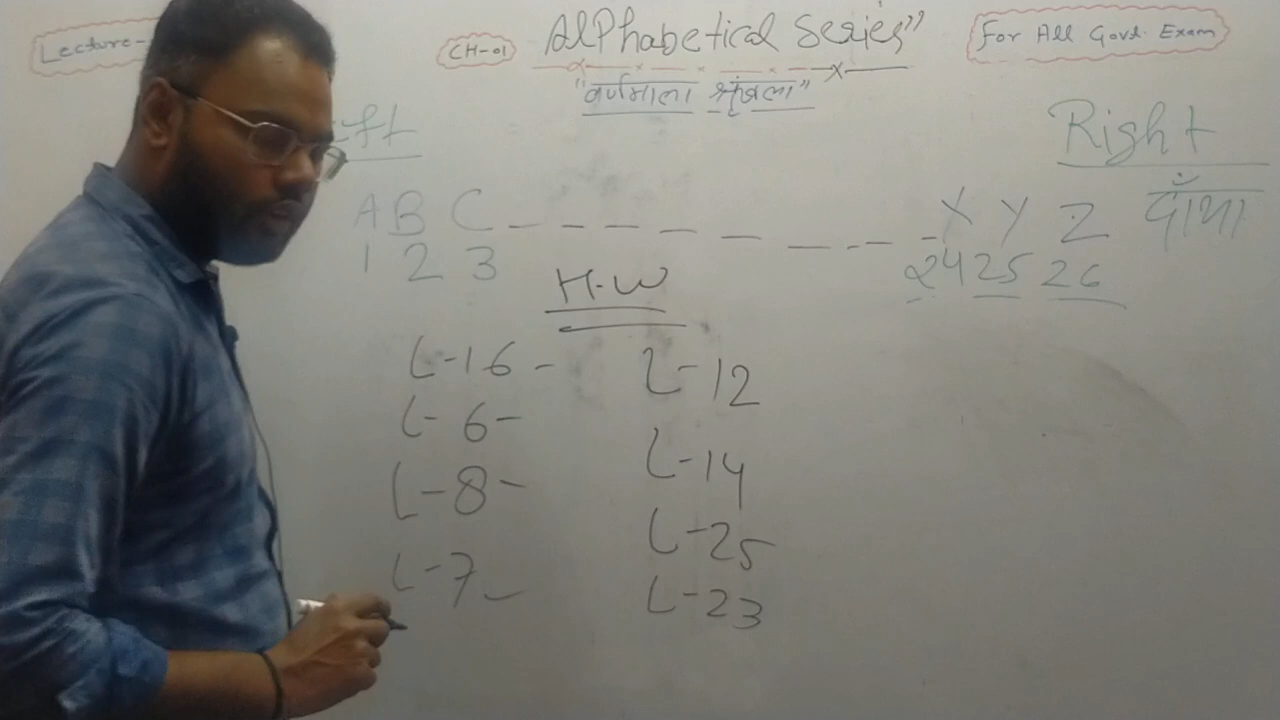 Lecture-
CH-01
Alphabetical Series"
For All Govt. Exam
"वर्णमाला श्रृंखला"
eft
Right
A B C - - - - - - - - X Y Z
दाँया
1 2 3
24 25 26
H.W
L-16 -
L-12
L-6-
L-14
L-8-
L-25
L-7-
L-23